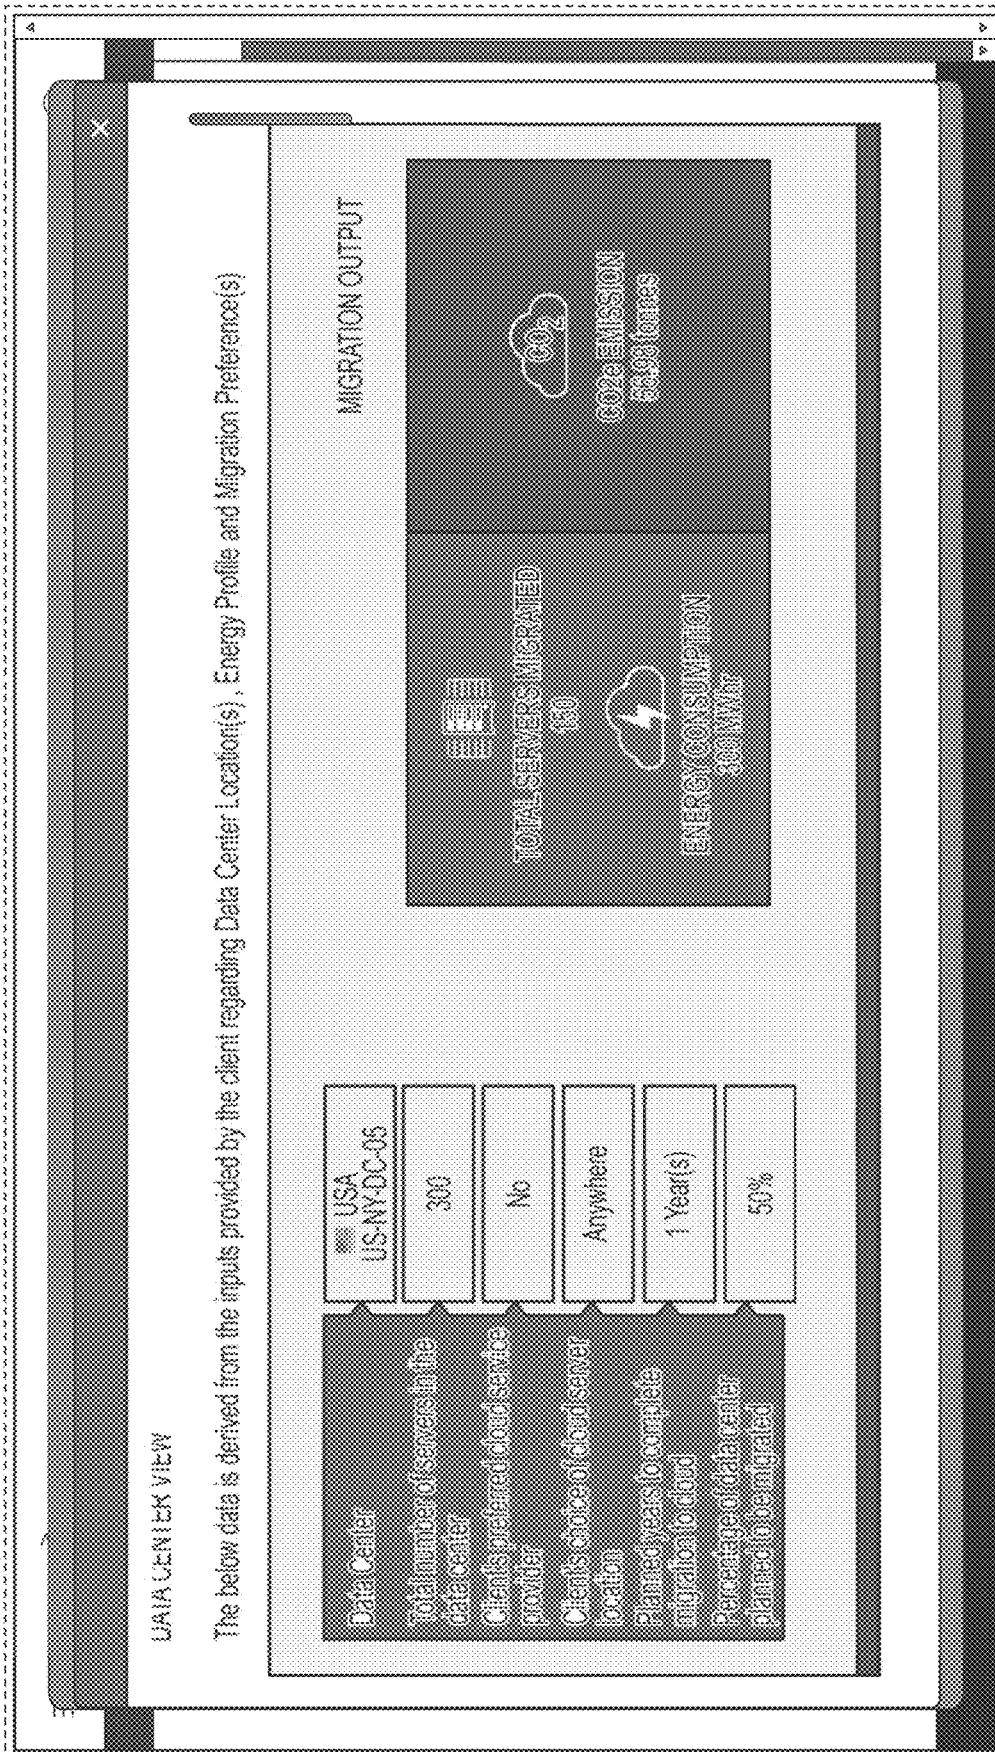 DATA CENTER VIEW
X
The below data is derived from the inputs provided by the client regarding Data Center Location(s) , Energy Profile and Migration Preference(s)
Data Center
USA
US-NY-DC-05
Total number of servers in the
data center
300
Client's preferred cloud service
provider
No
Client's choice of cloud server
location
Anywhere
Planned years to complete
migration to cloud
1 Year(s)
Percentage of data center
planned to be migrated
50%
MIGRATION OUTPUT
TOTAL SERVERS MIGRATED
150
ENERGY CONSUMPTION
300 MWhr
CO2
CO2e EMISSION
56.98 tonnes